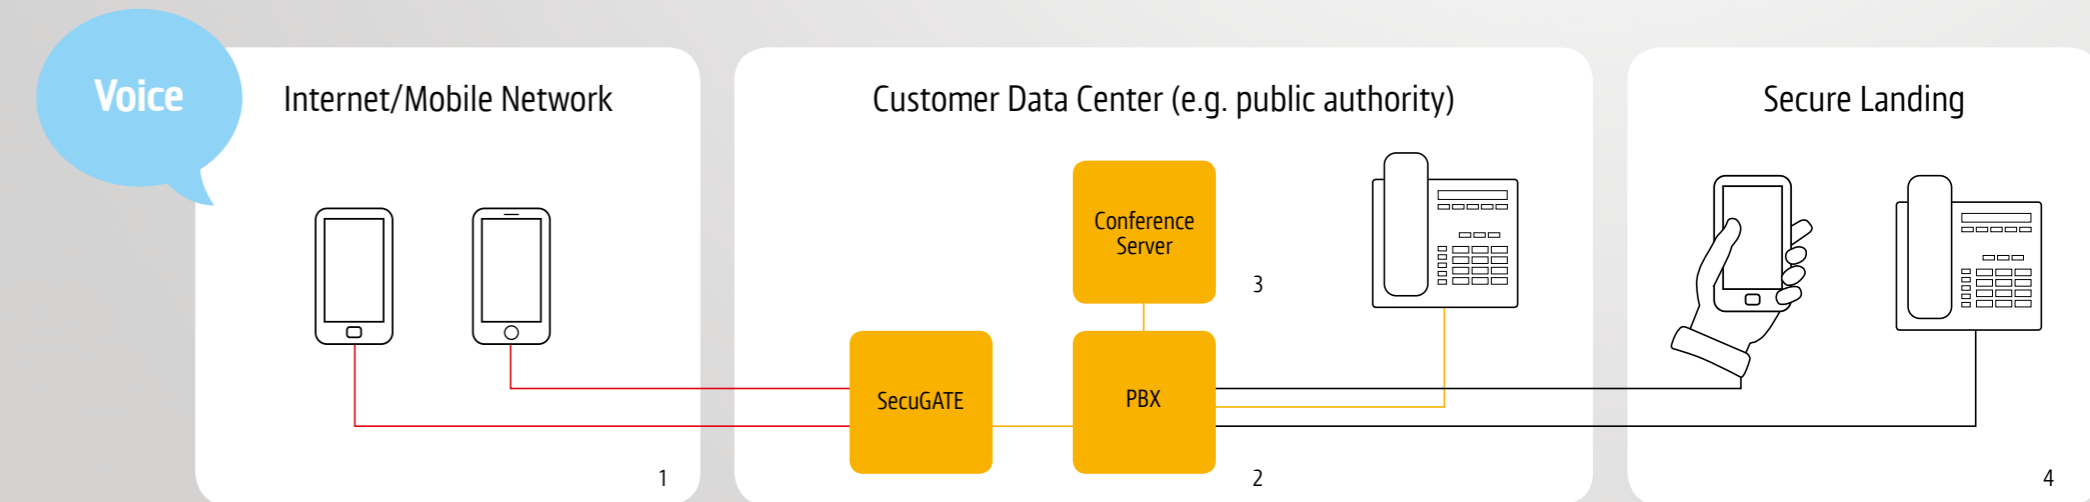 Voice
Internet/Mobile Network
1
Customer Data Center (e.g. public authority)
Conference
Server
3
SecuGATE
PBX
2
Secure Landing
4